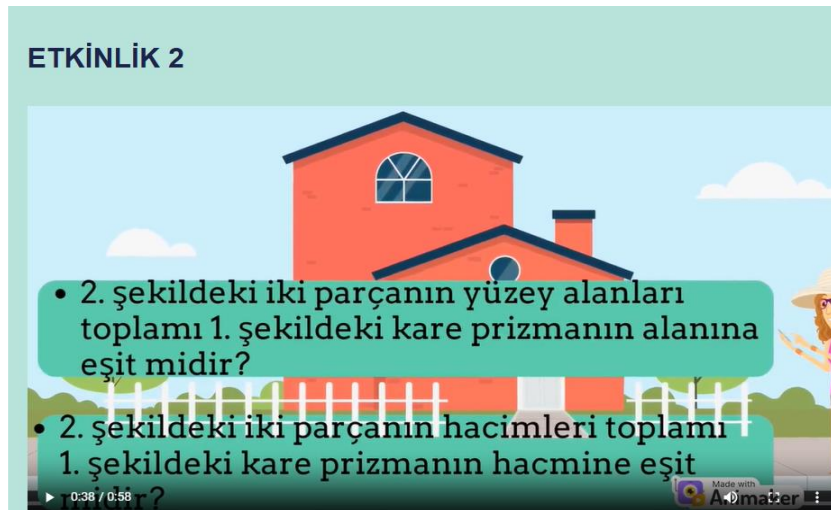 ETKİNLİK 2
• 2. şekildeki iki parçanın yüzey alanları
toplamı 1. şekildeki kare prizmanın alanına
eşit midir?
• 2. şekildeki iki parçanın hacimleri toplamı
1. şekildeki kare prizmanın hacmine eşit
midir?
0:38 / 0:58
Made with
Animaker